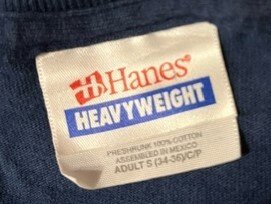 Hanes®
HEAVYWEIGHT
PRESHRUNK 100% COTTON
ASSEMBLED IN MEXICO
ADULT S (34-36)/C/P